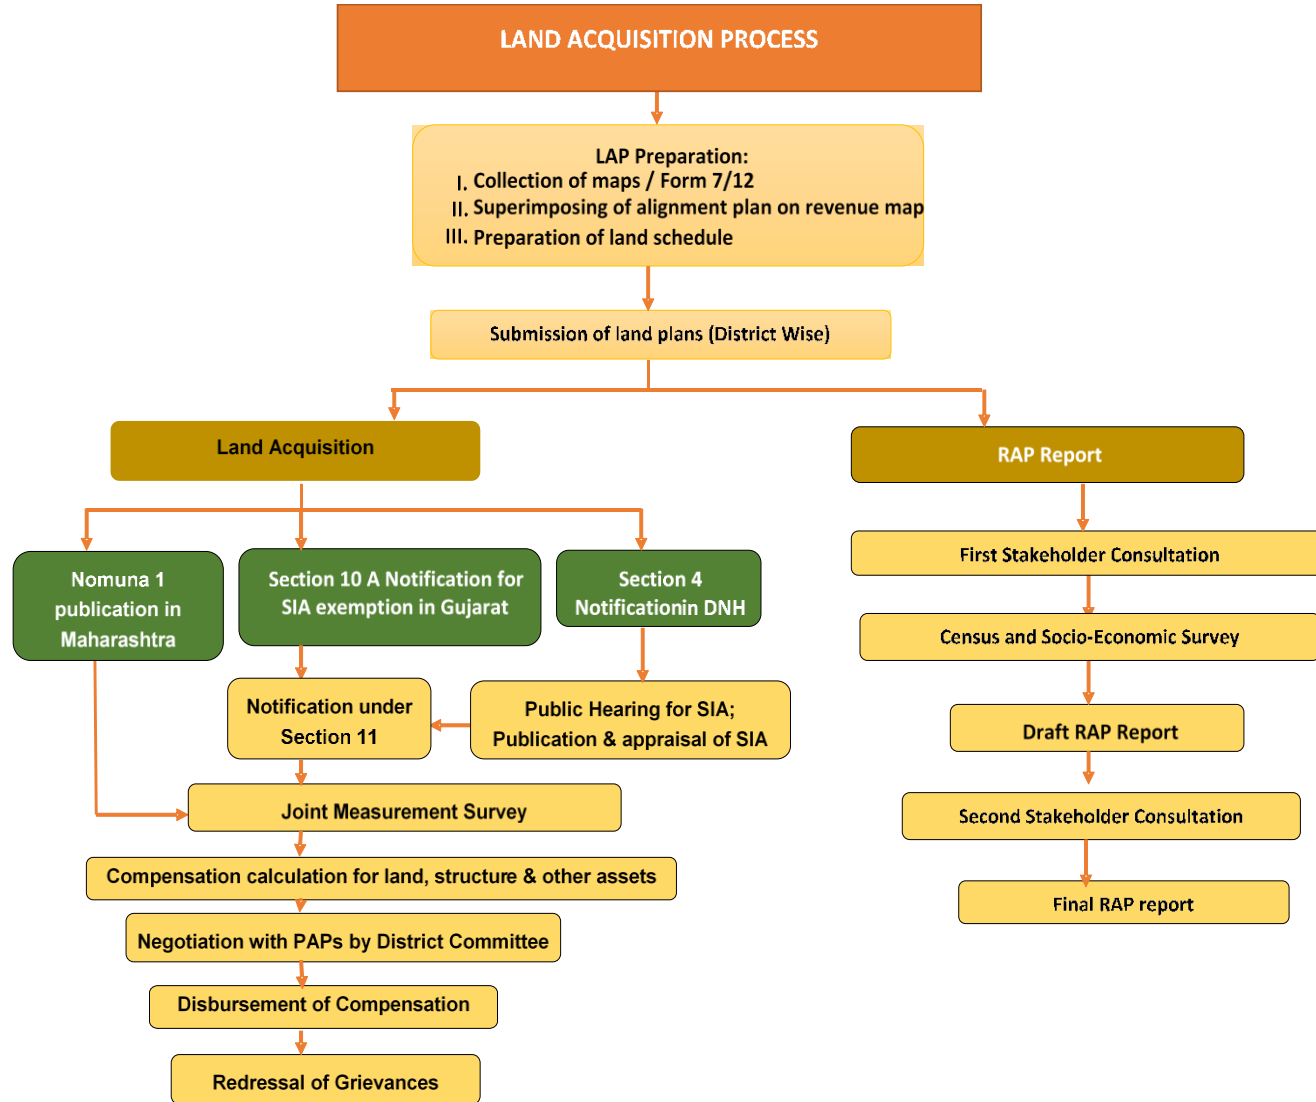 LAND ACQUISITION PROCESS
LAP Preparation:
I. Collection of maps / Form 7/12
II. Superimposing of alignment plan on revenue map
III. Preparation of land schedule
Submission of land plans (District Wise)
Land Acquisition
RAP Report
Nomuna 1
publication in
Maharashtra
Section 10 A Notification for
SIA exemption in Gujarat
Section 4
Notificationin DNH
Notification under
Section 11
Public Hearing for SIA;
Publication & appraisal of SIA
Joint Measurement Survey
Compensation calculation for land, structure & other assets
Negotiation with PAPs by District Committee
Disbursement of Compensation
Redressal of Grievances
First Stakeholder Consultation
Census and Socio-Economic Survey
Draft RAP Report
Second Stakeholder Consultation
Final RAP report